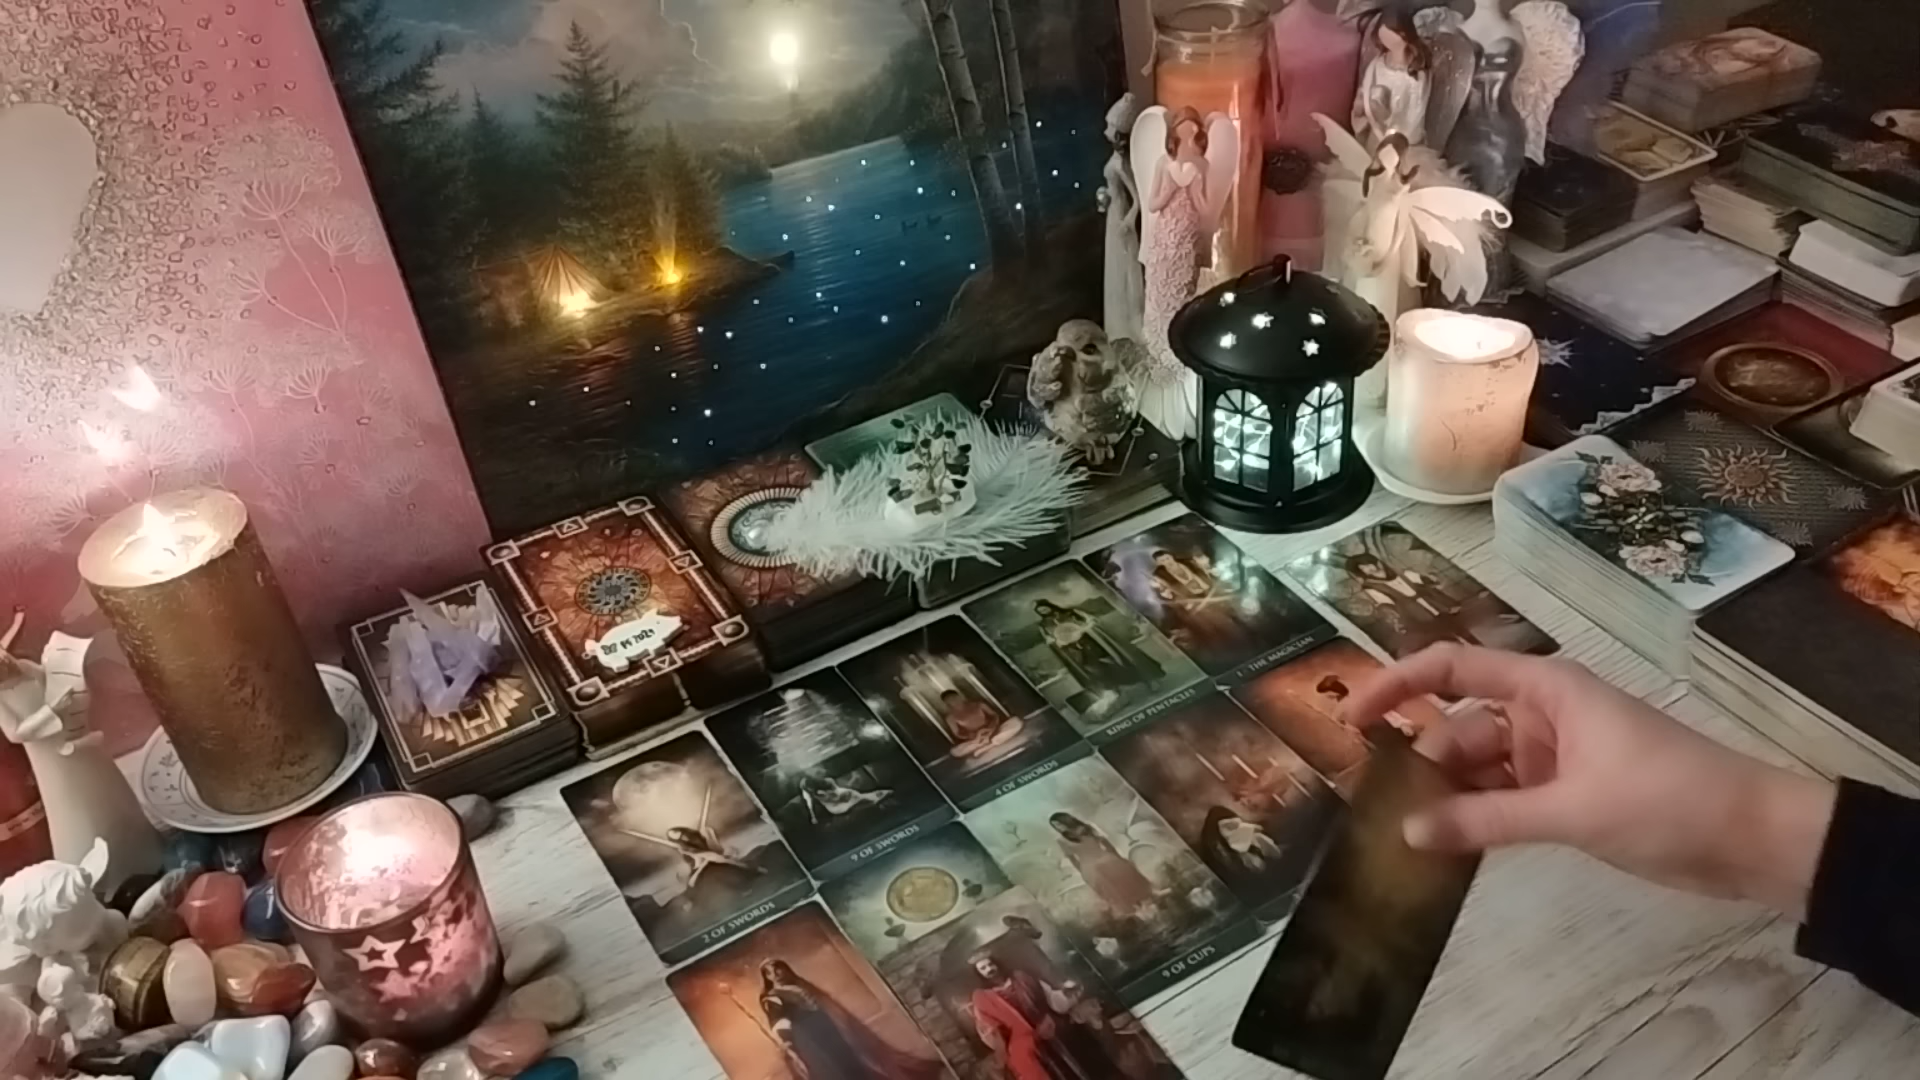 I THE MAGICIAN
KING OF PENTACLES
4 OF SWORDS
9 OF SWORDS
2 OF SWORDS
9 OF CUPS